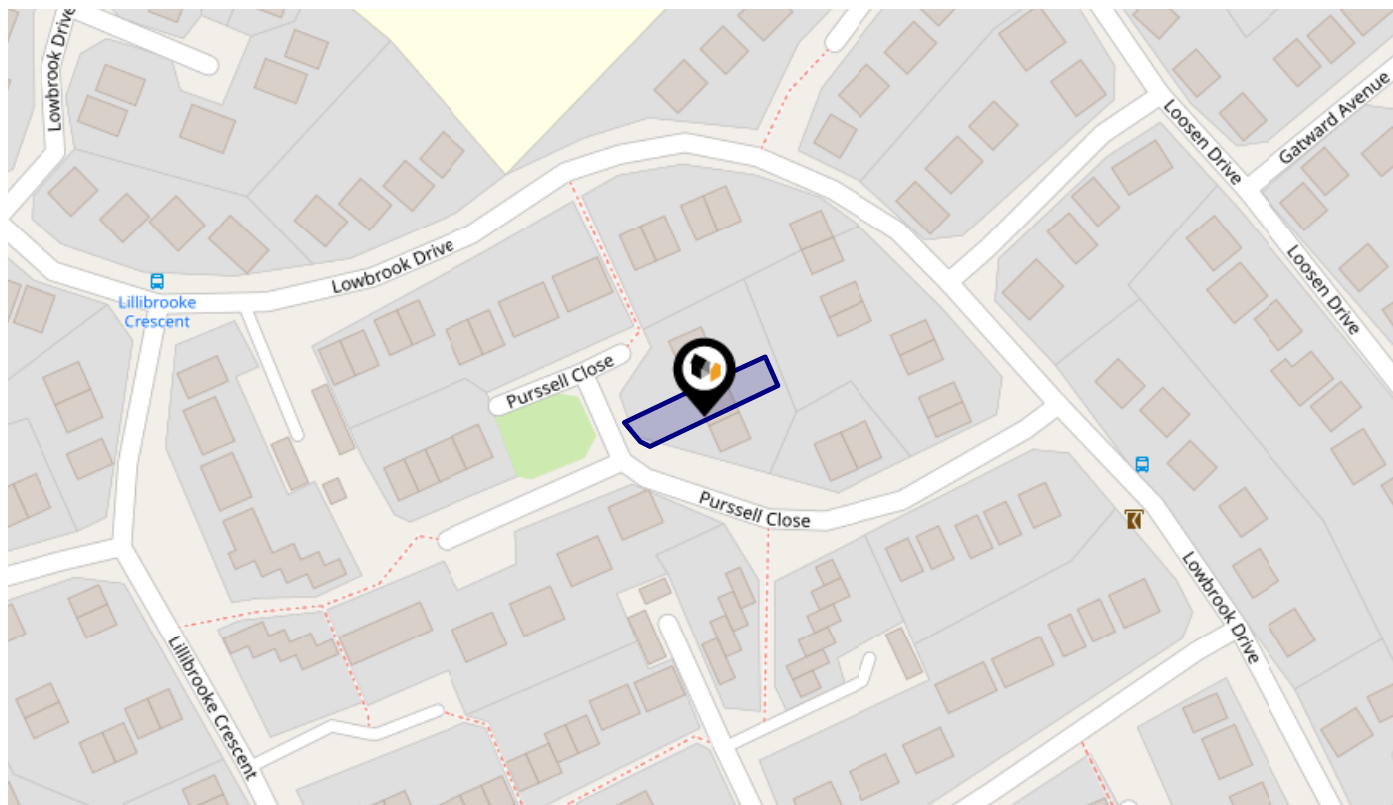 Lowbrook Drive
Loosen Drive
Gatward Avenue
Lowbrook Drive
Loosen Drive
Lillibrooke
Crescent
Purssell Close
Purssell Close
Lowbrook Drive
Lillibrooke Crescent